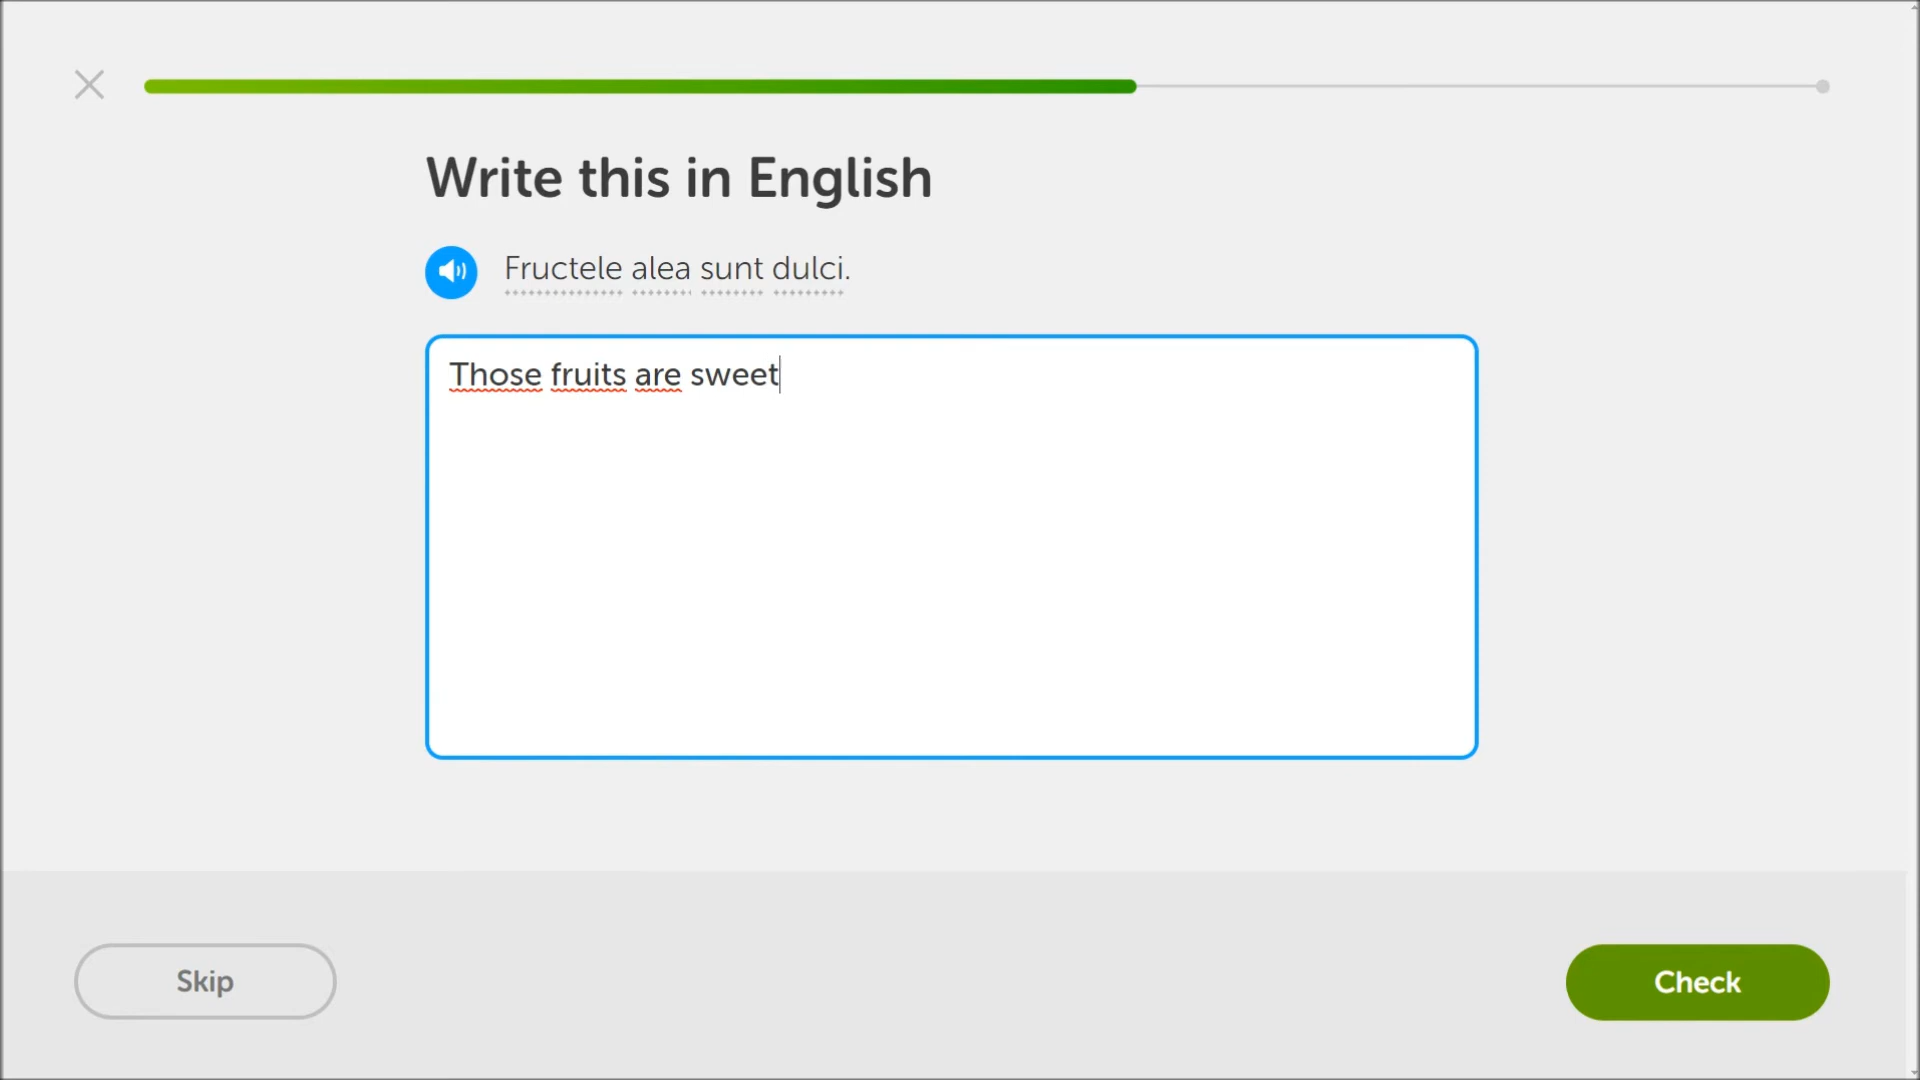 Write this in English
Fructele alea sunt dulci.
Those fruits are sweet
Skip
Check